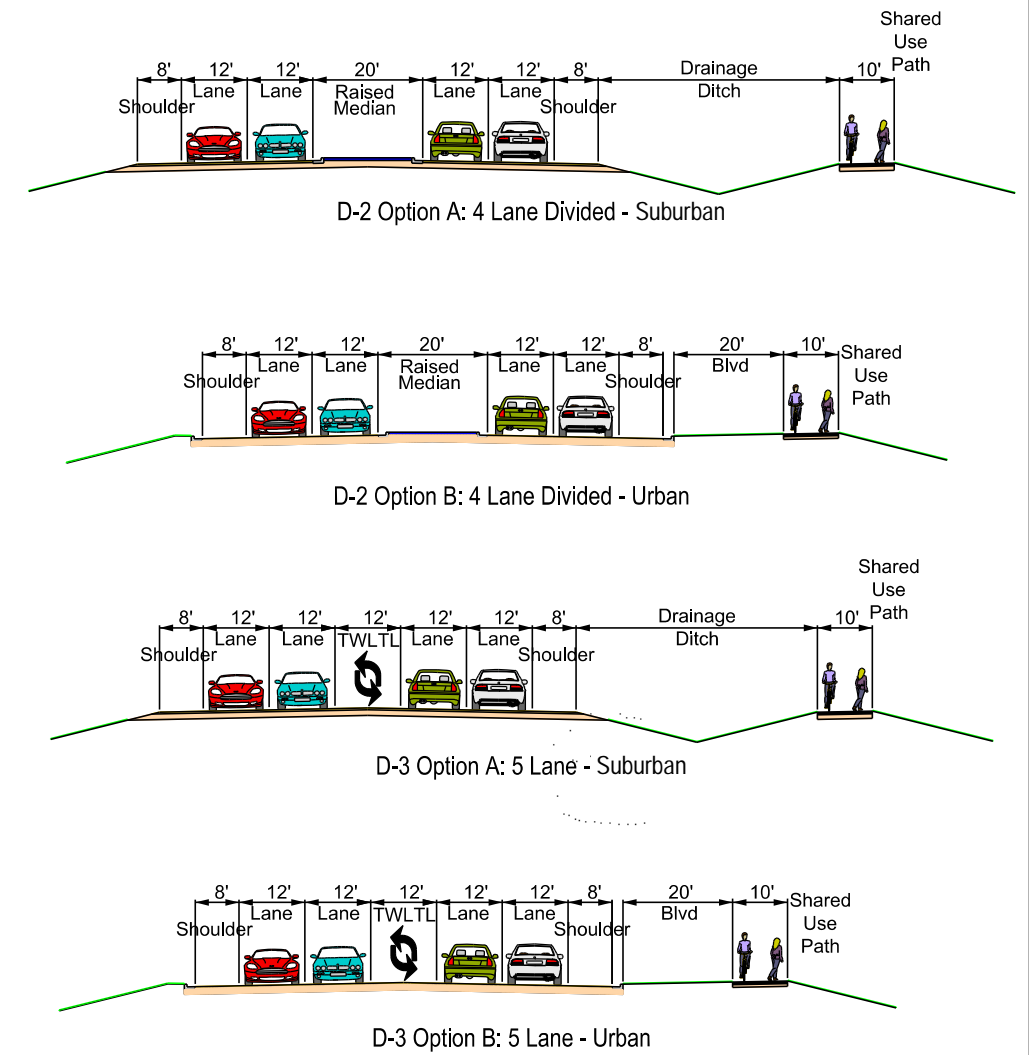 8' 12' 12' 20' 12' 12' 8' Drainage 10' Shared
Use
Path
Shoulder Lane Lane Raised Lane Lane Shoulder Ditch
Median
D-2 Option A: 4 Lane Divided - Suburban
8' 12' 12' 20' 12' 12' 8' 20' 10' Shared
Use
Path
Shoulder Lane Lane Raised Lane Lane Shoulder Blvd
Median
D-2 Option B: 4 Lane Divided - Urban
8' 12' 12' 12' 12' 12' 8' Drainage 10' Shared
Use
Path
Shoulder Lane Lane TWLTL Lane Lane Shoulder Ditch
D-3 Option A: 5 Lane - Suburban
8' 12' 12' 12' 12' 12' 8' 20' 10' Shared
Use
Path
Shoulder Lane Lane TWLTL Lane Lane Shoulder Blvd
D-3 Option B: 5 Lane - Urban